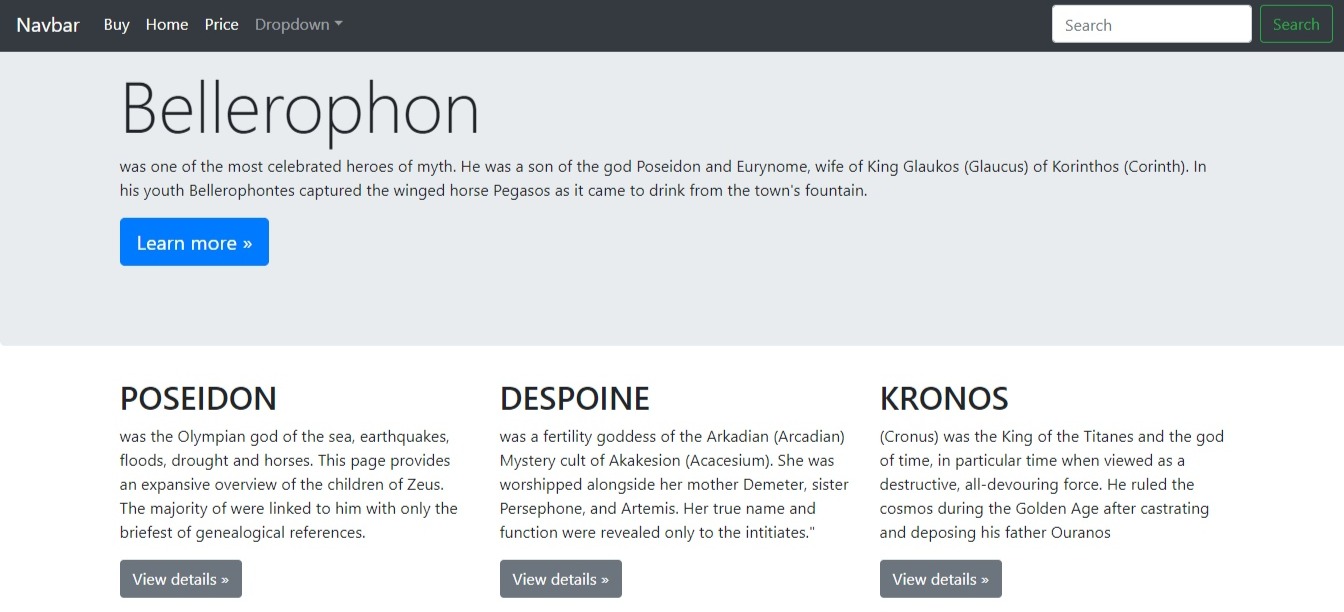 Navbar Buy Home Price Dropdown Search Search
Bellerophon
was one of the most celebrated heroes of myth. He was a son of the god Poseidon and Eurynome, wife of King Glaukos (Glaucus) of Korinthos (Corinth). In
his youth Bellerophontes captured the winged horse Pegasos as it came to drink from the town's fountain.
Learn more »
POSEIDON
was the Olympian god of the sea, earthquakes,
floods, drought and horses. This page provides
an expansive overview of the children of Zeus.
The majority of were linked to him with only the
briefest of genealogical references.
View details »
DESPOINE
was a fertility goddess of the Arkadian (Arcadian)
Mystery cult of Akakesion (Acacesium). She was
worshipped alongside her mother Demeter, sister
Persephone, and Artemis. Her true name and
function were revealed only to the intitiates."
View details »
KRONOS
(Cronus) was the King of the Titanes and the god
of time, in particular time when viewed as a
destructive, all-devouring force. He ruled the
cosmos during the Golden Age after castrating
and deposing his father Ouranos
View details »